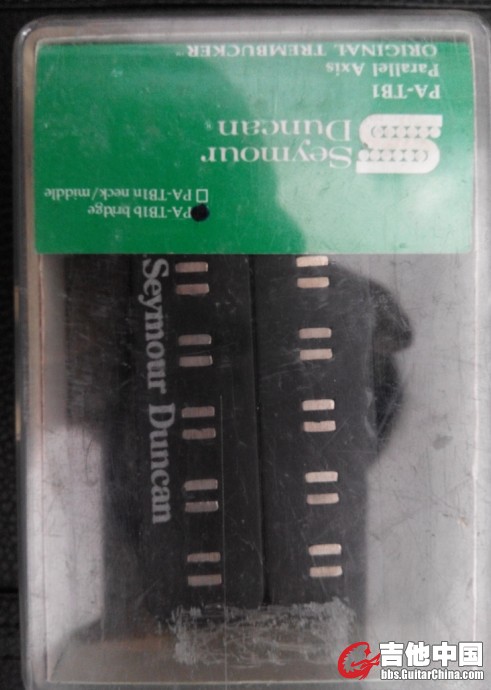 PA-TB1b bridge
PA-TB1n neck/middle
Seymour
Duncan
PA-TB1
Parallel Axis
ORIGINAL TREMBUCKER™
Seymour Duncan
吉他中国
bbs.GuitarChina.com